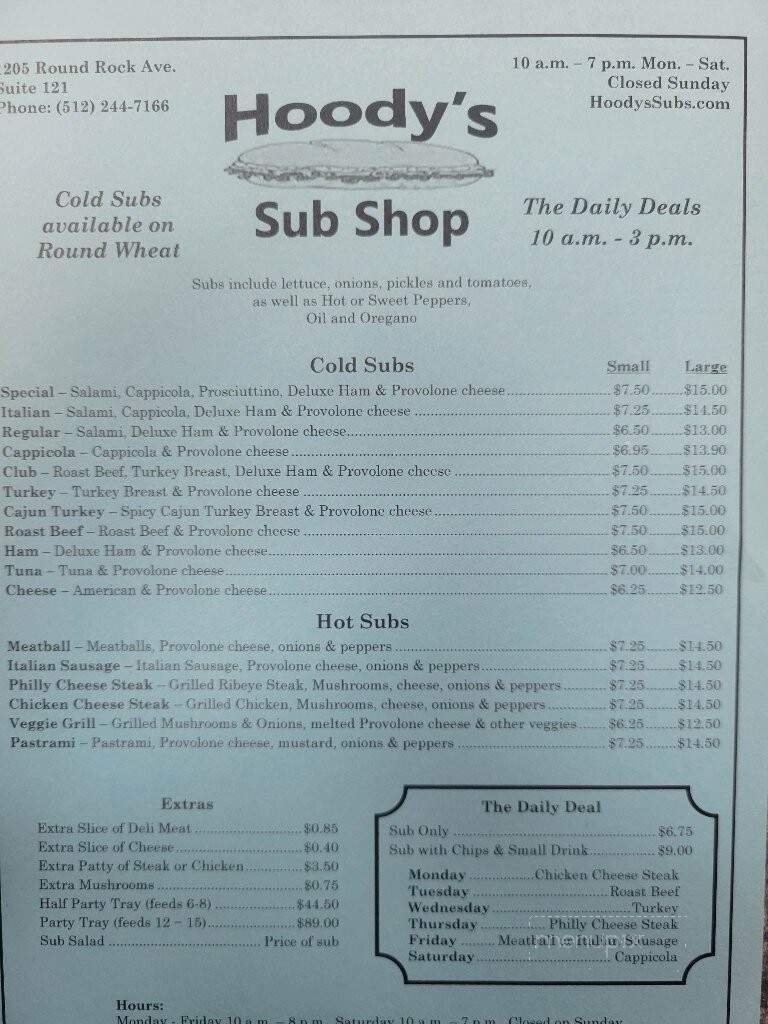 1205 Round Rock Ave.
Suite 121
Phone: (512) 244-7166
10 a.m. – 7 p.m. Mon. – Sat.
Closed Sunday
HoodysSubs.com
Hoody's
Sub Shop
Cold Subs
available on
Round Wheat
The Daily Deals
10 a.m. - 3 p.m.
Subs include lettuce, onions, pickles and tomatoes,
as well as Hot or Sweet Peppers,
Oil and Oregano
Cold Subs Small Large
Special – Salami, Cappicola, Prosciuttino, Deluxe Ham & Provolone cheese $7.50 $15.00
Italian – Salami, Cappicola, Deluxe Ham & Provolone cheese $7.25 $14.50
Regular – Salami, Deluxe Ham & Provolone cheese $6.50 $13.00
Cappicola – Cappicola & Provolone cheese $6.95 $13.90
Club – Roast Beef, Turkey Breast, Deluxe Ham & Provolone cheese $7.50 $15.00
Turkey – Turkey Breast & Provolone cheese $7.25 $14.50
Cajun Turkey – Spicy Cajun Turkey Breast & Provolone cheese $7.50 $15.00
Roast Beef – Roast Beef & Provolone cheese $7.50 $15.00
Ham – Deluxe Ham & Provolone cheese $6.50 $13.00
Tuna – Tuna & Provolone cheese $7.00 $14.00
Cheese – American & Provolone cheese $6.25 $12.50
Hot Subs
Meatball – Meatballs, Provolone cheese, onions & peppers $7.25 $14.50
Italian Sausage – Italian Sausage, Provolone cheese, onions & peppers $7.25 $14.50
Philly Cheese Steak – Grilled Ribeye Steak, Mushrooms, cheese, onions & peppers $7.25 $14.50
Chicken Cheese Steak – Grilled Chicken, Mushrooms, cheese, onions & peppers $7.25 $14.50
Veggie Grill – Grilled Mushrooms & Onions, melted Provolone cheese & other veggies $6.25 $12.50
Pastrami – Pastrami, Provolone cheese, mustard, onions & peppers $7.25 $14.50
Extras
Extra Slice of Deli Meat $0.85
Extra Slice of Cheese $0.40
Extra Patty of Steak or Chicken $3.50
Extra Mushrooms $0.75
Half Party Tray (feeds 6-8) $44.50
Party Tray (feeds 12 – 15) $89.00
Sub Salad Price of sub
The Daily Deal
Sub Only $6.75
Sub with Chips & Small Drink $9.00
Monday Chicken Cheese Steak
Tuesday Roast Beef
Wednesday Turkey
Thursday Philly Cheese Steak
Friday Meatball – Italian Sausage
Saturday Cappicola
Hours:
Monday - Friday 10 a.m. – 8 p.m. Saturday 10 a.m. – 7 p.m. Closed on Sunday